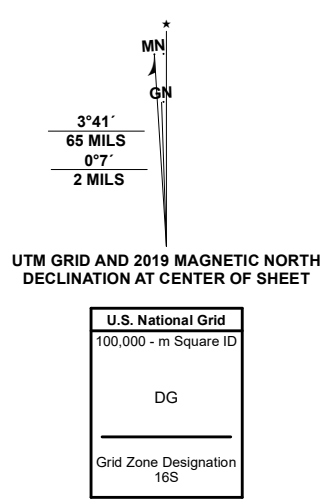 MN
GN
3°41´
65 MILS
0°7´
2 MILS
UTM GRID AND 2019 MAGNETIC NORTH
DECLINATION AT CENTER OF SHEET
U.S. National Grid
100,000 - m Square ID
DG
Grid Zone Designation
16S